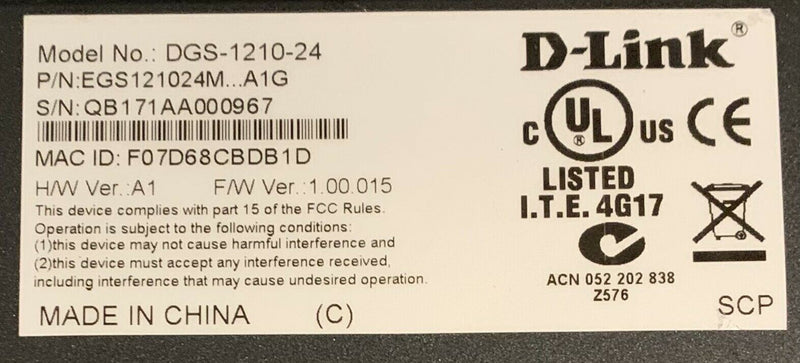 Model No.: DGS-1210-24
P/N:EGS121024M...A1G
S/N:QB171AA000967
MAC ID: F07D68CBDB1D
H/W Ver.:A1 F/W Ver.:1.00.015
This device complies with part 15 of the FCC Rules.
Operation is subject to the following conditions:
(1)this device may not cause harmful interference and
(2)this device must accept any interference received,
including interference that may cause undesired operation.
MADE IN CHINA (C)
D-Link®
C UL® US CE
LISTED
I.T.E. 4G17
ACN 052 202 838
Z576
SCP